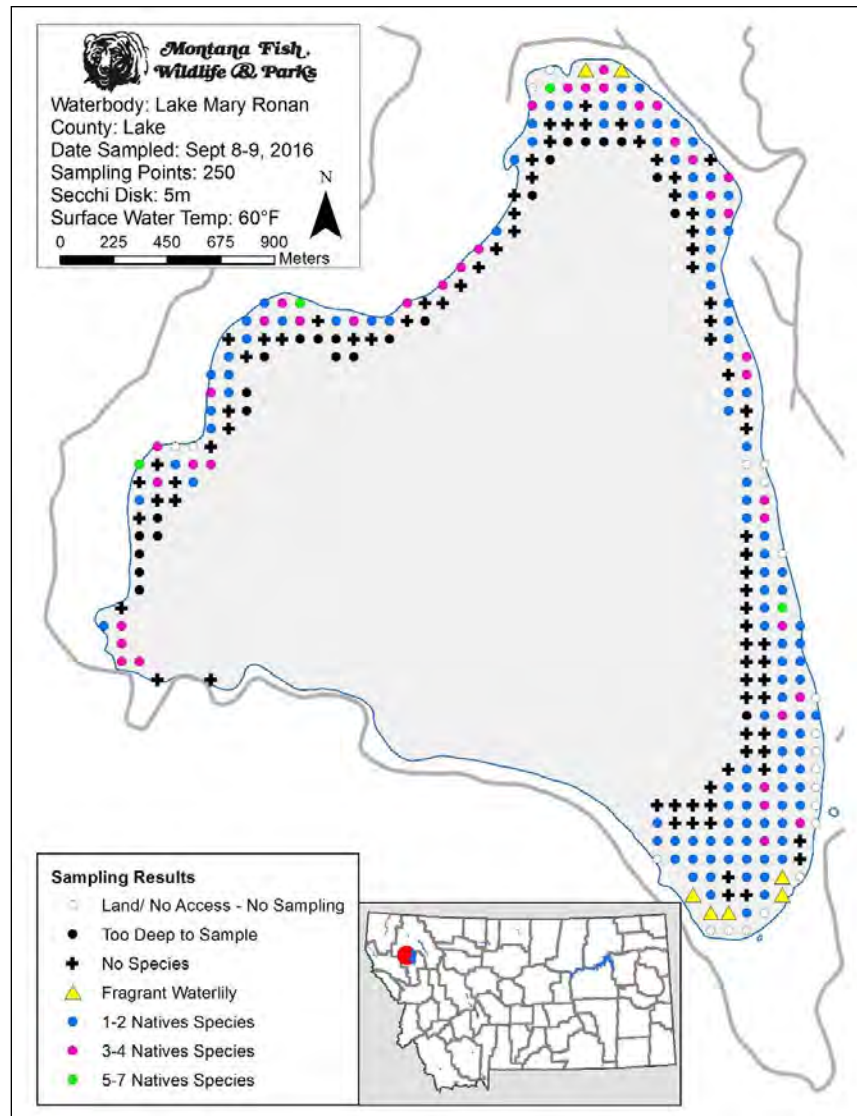 Montana Fish,
Wildlife & Parks
Waterbody: Lake Mary Ronan
County: Lake
Date Sampled: Sept 8-9, 2016
Sampling Points: 250
Secchi Disk: 5m
Surface Water Temp: 60°F
N
0 225 450 675 900
Meters
Sampling Results
Land/ No Access - No Sampling
Too Deep to Sample
No Species
Fragrant Waterlily
1-2 Natives Species
3-4 Natives Species
5-7 Natives Species